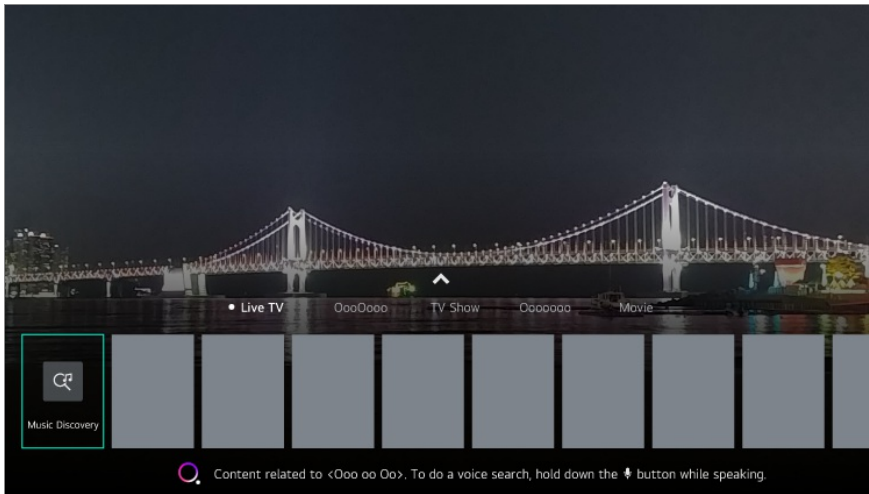 Live TV
OooOooo
TV Show
Ooooooo
Movie
Music Discovery
Content related to <Ooo oo Oo>. To do a voice search, hold down the button while speaking.